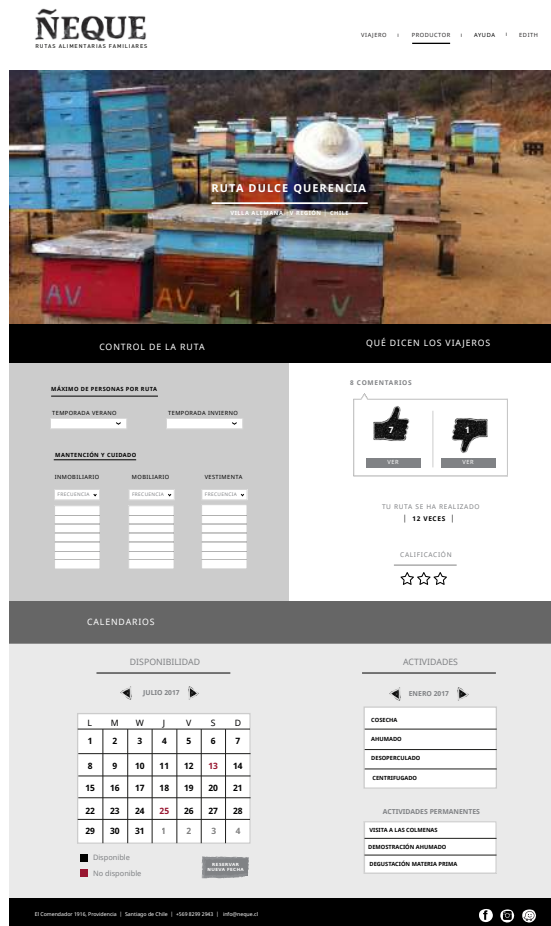 ÑEQUE
RUTAS ALIMENTARIAS FAMILIARES
VIAJERO
PRODUCTOR
AYUDA
EDITH
RUTA DULCE QUERENCIA
VILLA ALEMANA | V REGIÓN | CHILE
AV
AV - 1
V
CONTROL DE LA RUTA
QUÉ DICEN LOS VIAJEROS
MÁXIMO DE PERSONAS POR RUTA
TEMPORADA VERANO
TEMPORADA INVIERNO
MANTENCIÓN Y CUIDADO
INMOBILIARIO
MOBILIARIO
VESTIMENTA
FRECUENCIA
FRECUENCIA
FRECUENCIA
8 COMENTARIOS
7
1
VER
VER
TU RUTA SE HA REALIZADO
| 12 VECES |
CALIFICACIÓN
CALENDARIOS
DISPONIBILIDAD
JULIO 2017
L M W J V S D
1 2 3 4 5 6 7
8 9 10 11 12 13 14
15 16 17 18 19 20 21
22 23 24 25 26 27 28
29 30 31 1 2 3 4
Disponible
No disponible
RESERVAR
NUEVA FECHA
ACTIVIDADES
ENERO 2017
COSECHA
AHUMADO
DESOPERCULADO
CENTRIFUGADO
ACTIVIDADES PERMANENTES
VISITA A LAS COLMENAS
DEMOSTRACIÓN AHUMADO
DEGUSTACIÓN MATERIA PRIMA
El Comendador 1916, Providencia | Santiago de Chile | +569 8299 2943 | info@neque.cl